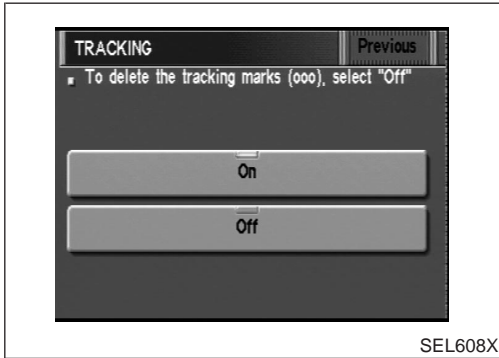 TRACKING
Previous
▪ To delete the tracking marks (ooo), select "Off"
On
Off
SEL608X